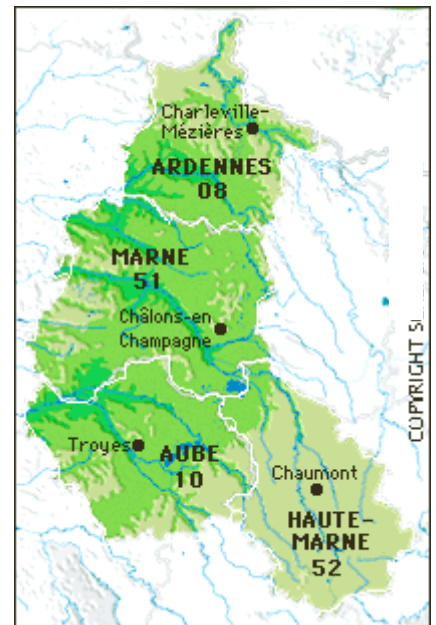 Charleville-
Mézières
ARDENNES
08
MARNE
51
Châlons-en
Champagne
Troyes
AUBE
10
Chaumont
HAUTE-
MARNE
52
COPYRIGHT